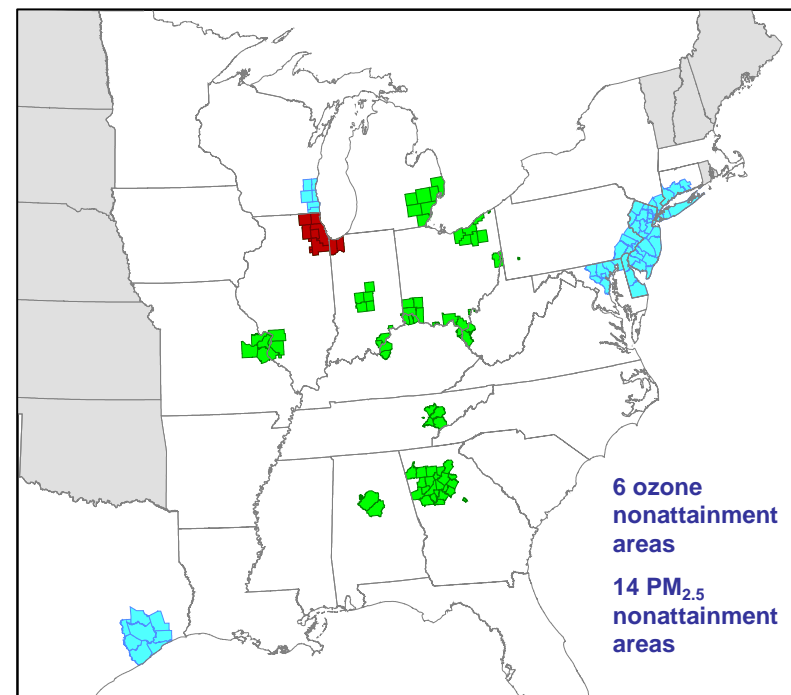 6 ozone
nonattainment
areas
14 PM₂.₅
nonattainment
areas